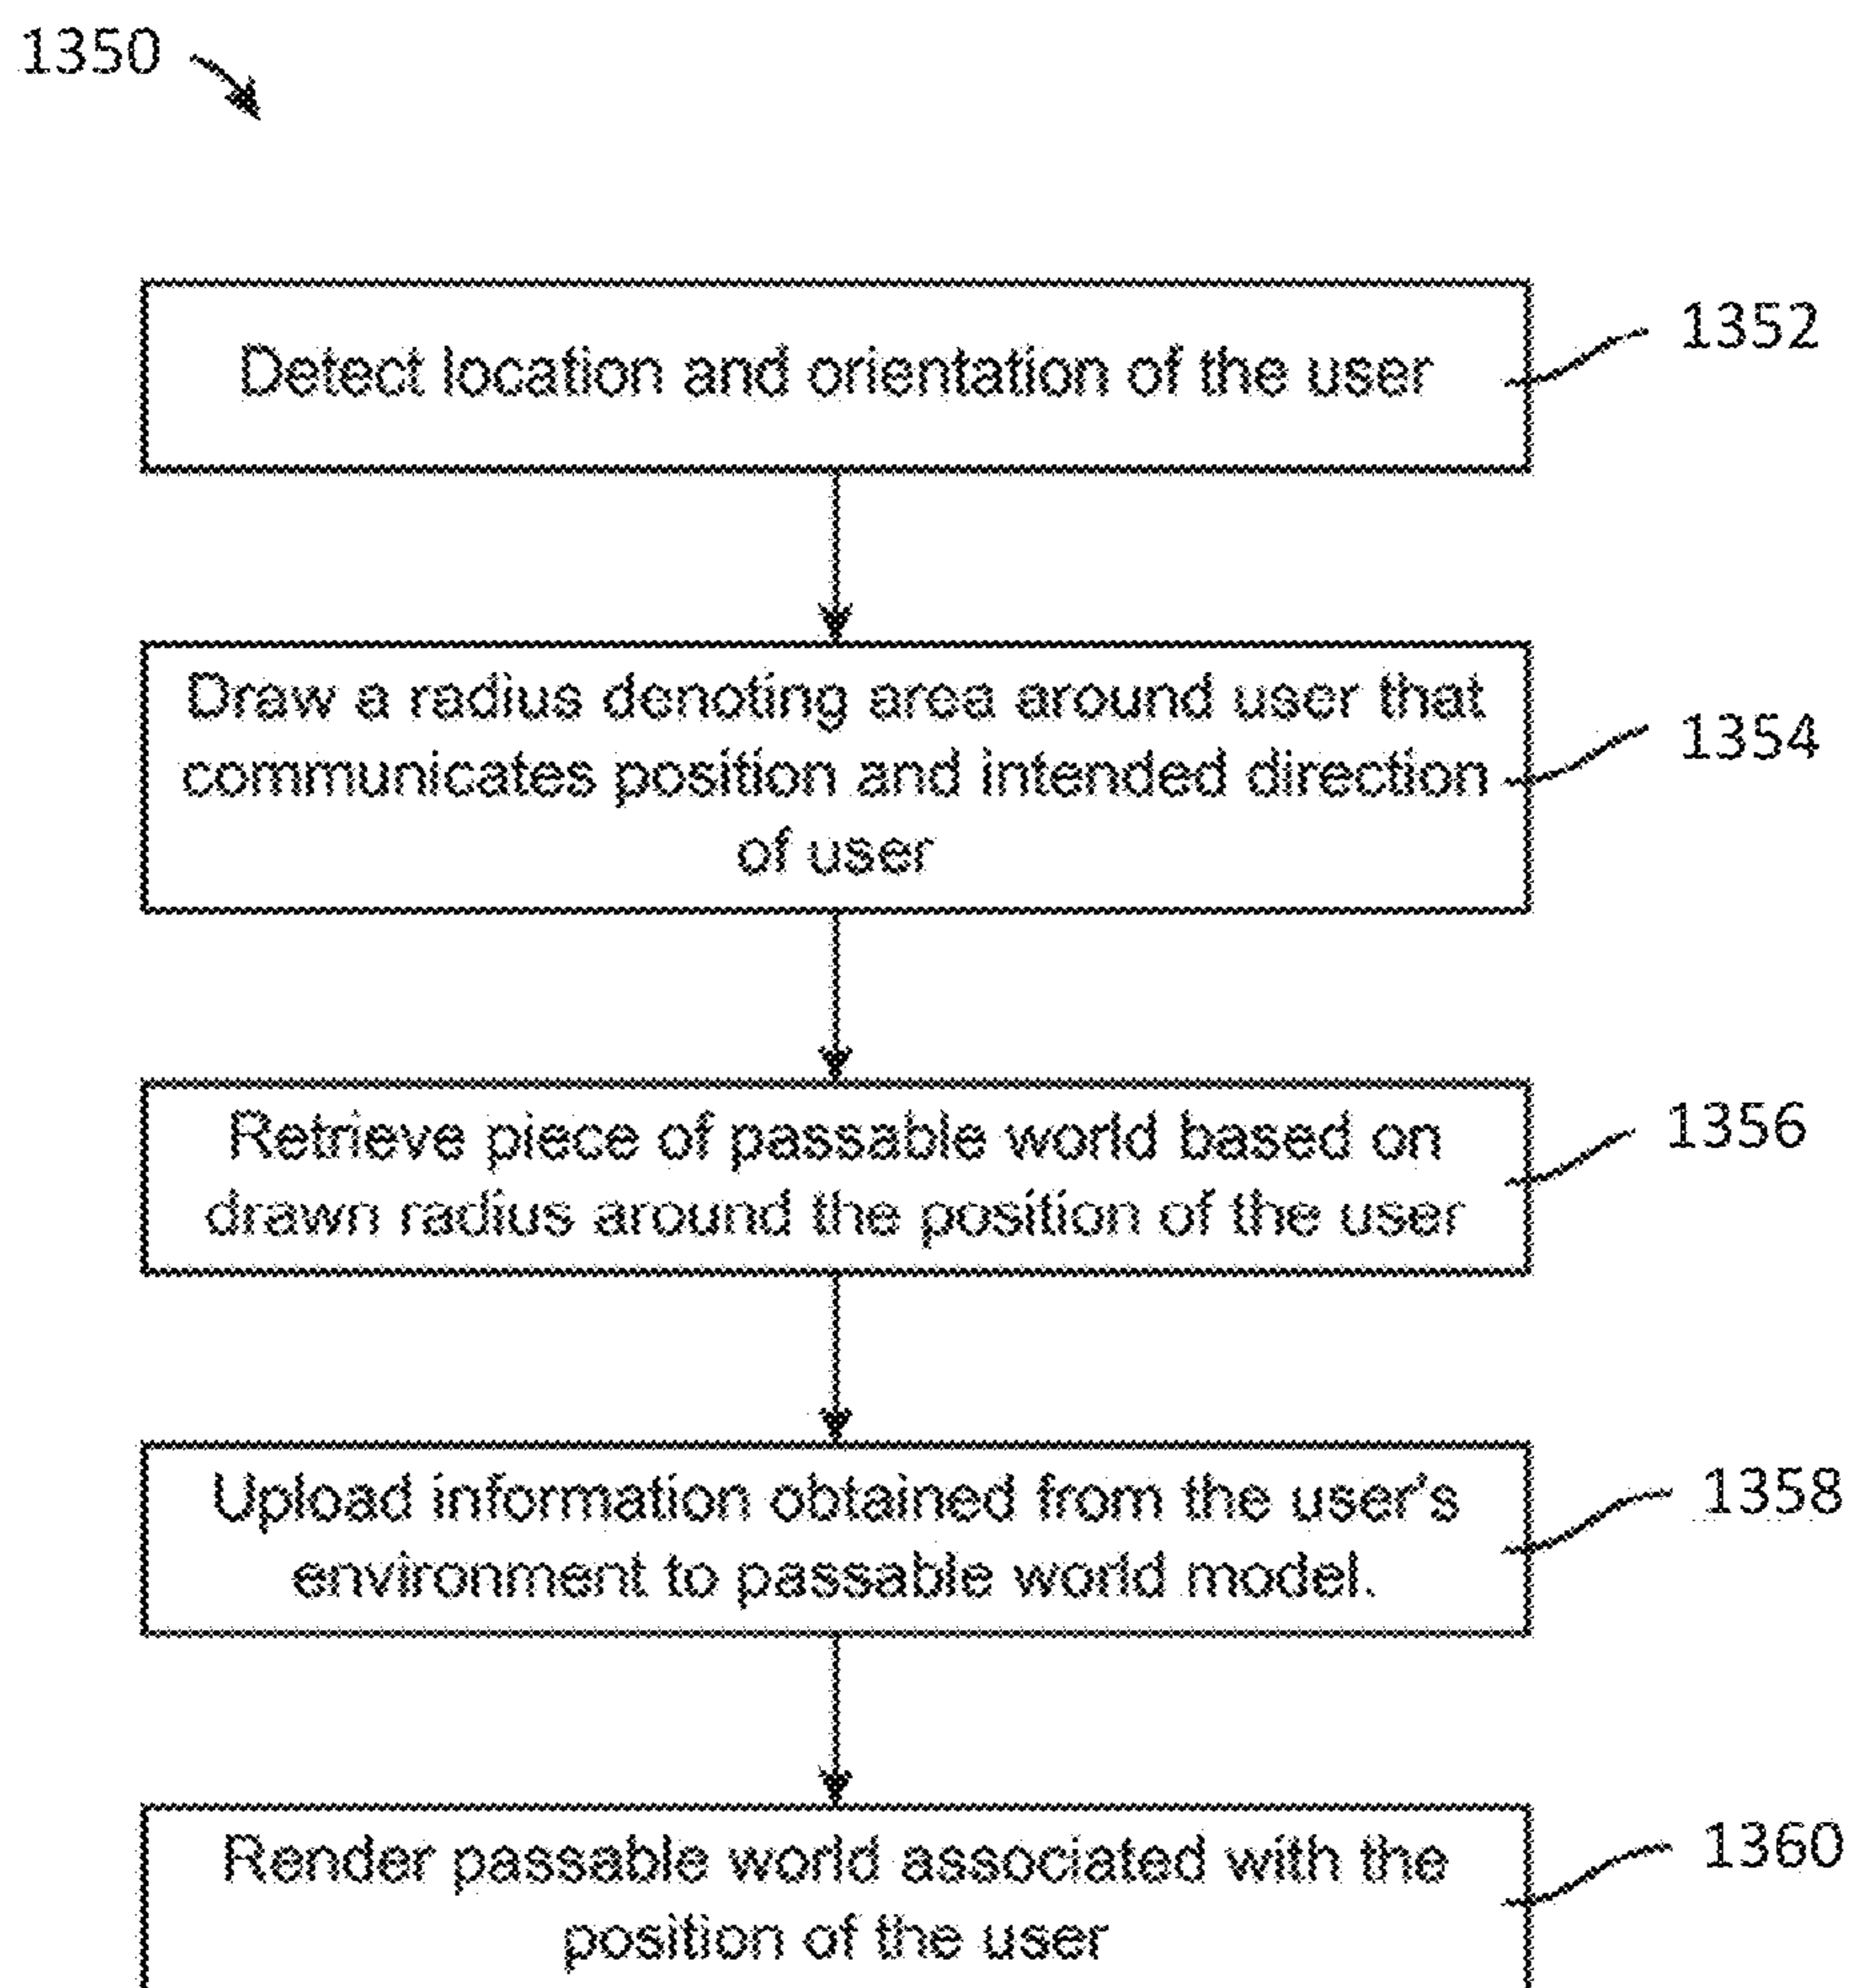 1350
Detect location and orientation of the user
1352
Draw a radius denoting area around user that
communicates position and intended direction
of user
1354
Retrieve piece of passable world based on
drawn radius around the position of the user
1356
Upload information obtained from the user's
environment to passable world model.
1358
Render passable world associated with the
position of the user
1360